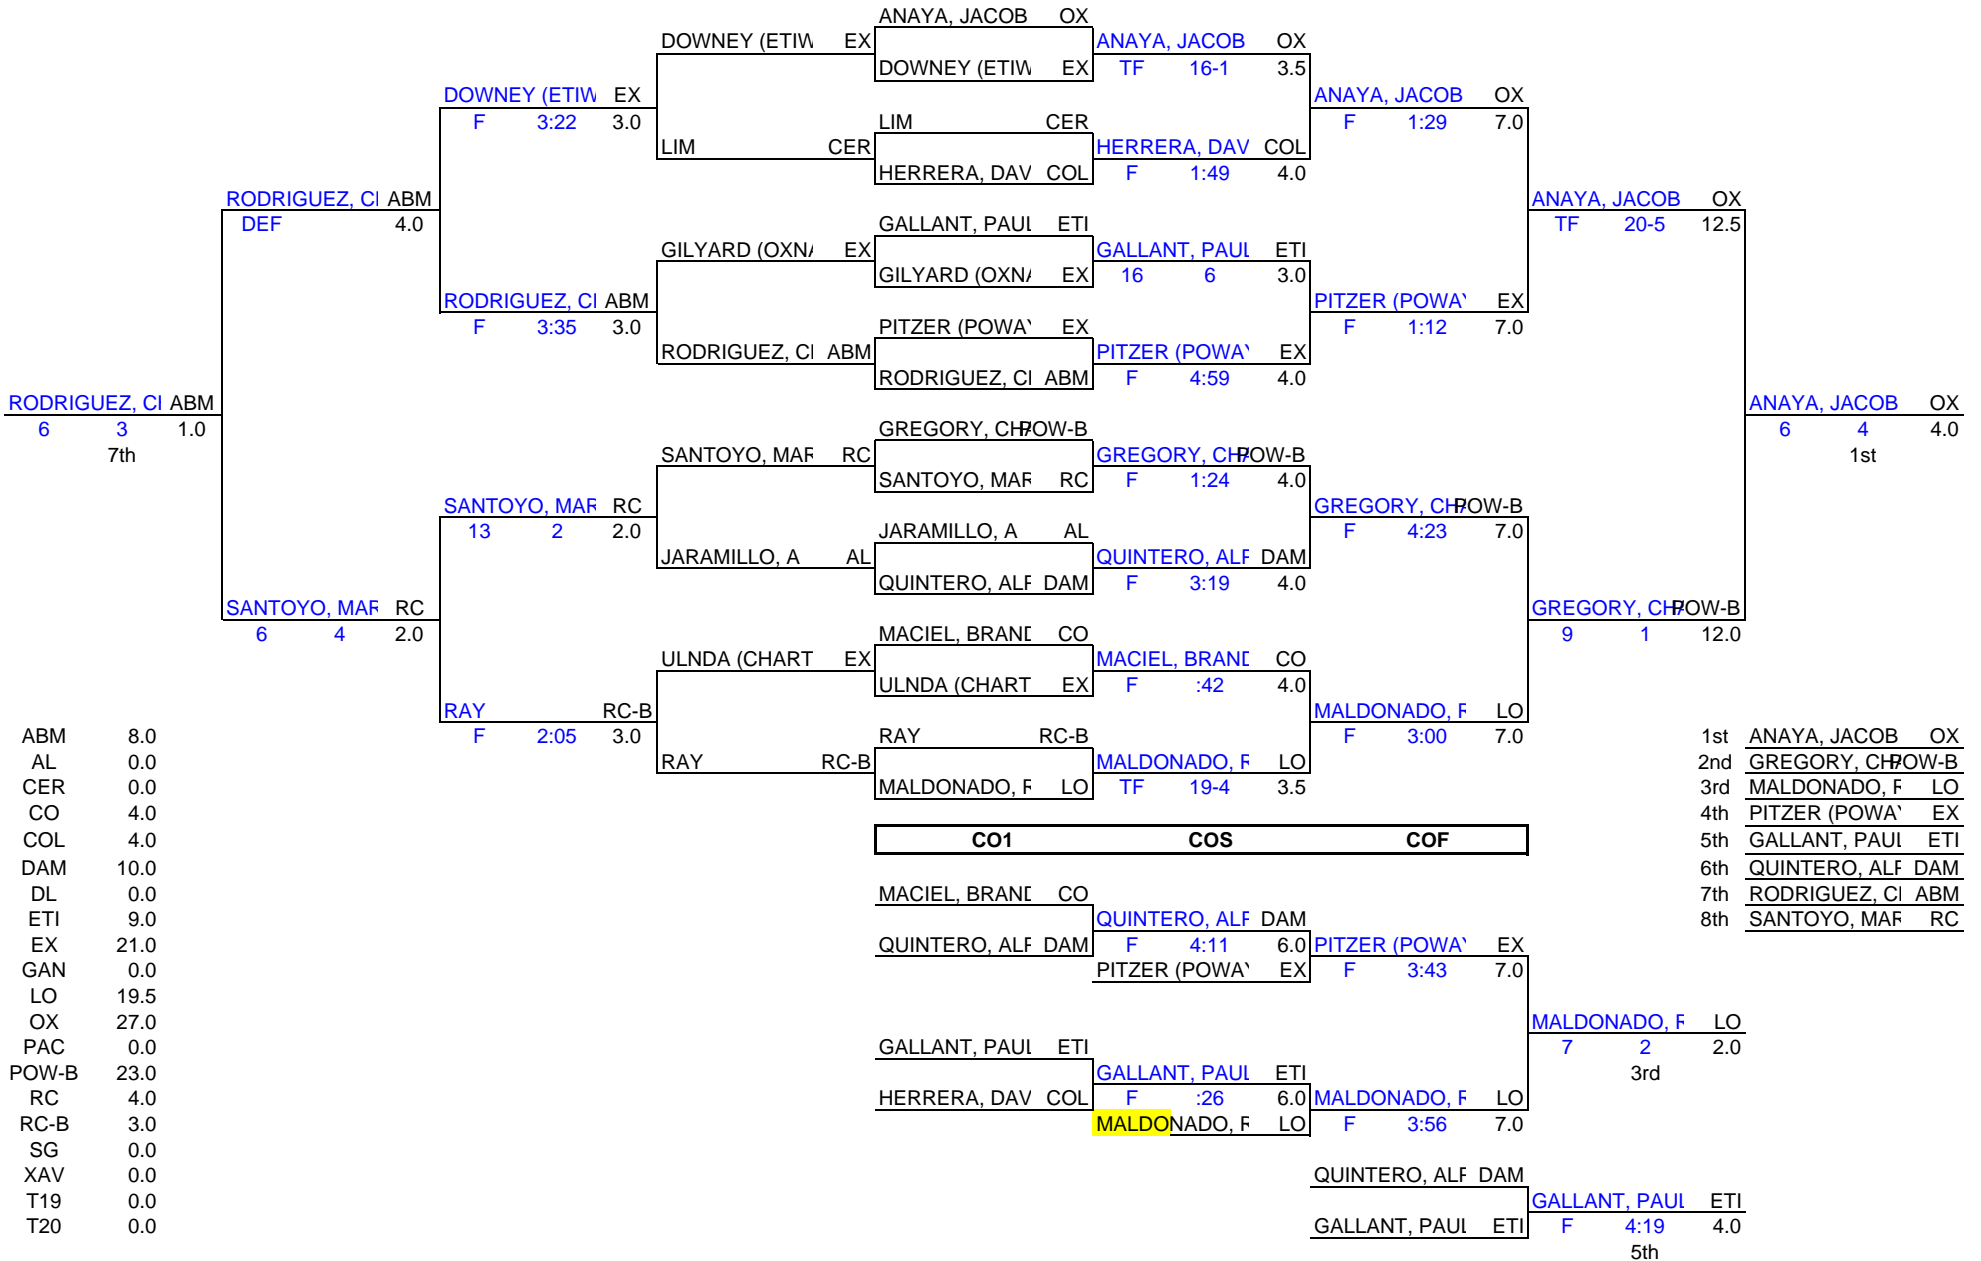 ANAYA, JACOB OX
DOWNEY (ETIW EX ANAYA, JACOB OX
DOWNEY (ETIW EX TF 16-1 3.5
DOWNEY (ETIW EX ANAYA, JACOB OX
F 3:22 3.0 LIM CER F 1:29 7.0
LIM CER HERRERA, DAV COL
HERRERA, DAV COL F 1:49 4.0
RODRIGUEZ, CI ABM ANAYA, JACOB OX
DEF 4.0 GALLANT, PAUL ETI TF 20-5 12.5
GILYARD (OXNA EX GALLANT, PAUL ETI
GILYARD (OXNA EX 16 6 3.0
RODRIGUEZ, CI ABM PITZER (POWAY EX
F 3:35 3.0 PITZER (POWAY EX F 1:12 7.0
RODRIGUEZ, CI ABM PITZER (POWAY EX
RODRIGUEZ, CI ABM F 4:59 4.0
RODRIGUEZ, CI ABM ANAYA, JACOB OX
6 3 1.0 GREGORY, CHA POW-B 6 4 4.0
7th SANTOYO, MAR RC GREGORY, CHA POW-B 1st
SANTOYO, MAR RC F 1:24 4.0
SANTOYO, MAR RC GREGORY, CHA POW-B
13 2 2.0 JARAMILLO, A AL F 4:23 7.0
JARAMILLO, A AL QUINTERO, ALF DAM
QUINTERO, ALF DAM F 3:19 4.0
SANTOYO, MAR RC GREGORY, CHA POW-B
6 4 2.0 MACIEL, BRAND CO 9 1 12.0
ULNDA (CHART EX MACIEL, BRAND CO
ULNDA (CHART EX F :42 4.0
RAY RC-B MALDONADO, R LO
ABM 8.0 F 2:05 3.0 RAY RC-B F 3:00 7.0 1st ANAYA, JACOB OX
AL 0.0 RAY RC-B MALDONADO, R LO 2nd GREGORY, CHA POW-B
CER 0.0 MALDONADO, R LO TF 19-4 3.5 3rd MALDONADO, R LO
CO 4.0 4th PITZER (POWAY EX
COL 4.0 CO1 COS COF 5th GALLANT, PAUL ETI
DAM 10.0 6th QUINTERO, ALF DAM
DL 0.0 MACIEL, BRAND CO 7th RODRIGUEZ, CI ABM
ETI 9.0 QUINTERO, ALF DAM 8th SANTOYO, MAR RC
EX 21.0 QUINTERO, ALF DAM F 4:11 6.0 PITZER (POWAY EX
GAN 0.0 PITZER (POWAY EX F 3:43 7.0
LO 19.5
OX 27.0 MALDONADO, R LO
PAC 0.0 GALLANT, PAUL ETI 7 2 2.0
POW-B 23.0 GALLANT, PAUL ETI 3rd
RC 4.0 HERRERA, DAV COL F :26 6.0 MALDONADO, R LO
RC-B 3.0 MALDONADO, R LO F 3:56 7.0
SG 0.0
XAV 0.0 QUINTERO, ALF DAM
T19 0.0 GALLANT, PAUL ETI
T20 0.0 GALLANT, PAUL ETI F 4:19 4.0
5th